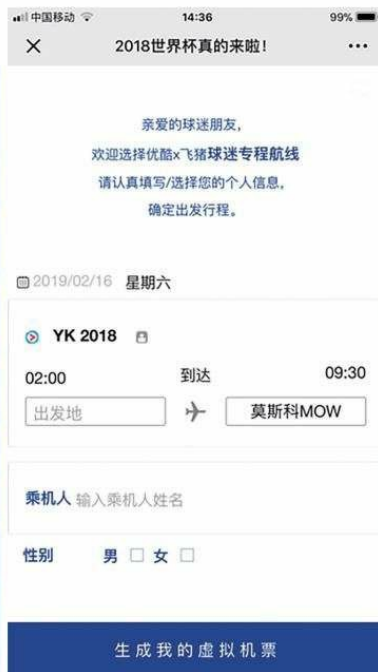 中国移动 14:36 99%
2018世界杯真的来啦！
亲爱的球迷朋友，
欢迎选择优酷x飞猪球迷专程航线
请认真填写/选择您的个人信息，
确定出发行程。
2019/02/16 星期六
YK 2018
02:00 到达 09:30
出发地 莫斯科MOW
乘机人 输入乘机人姓名
性别 男 女
生成我的虚拟机票